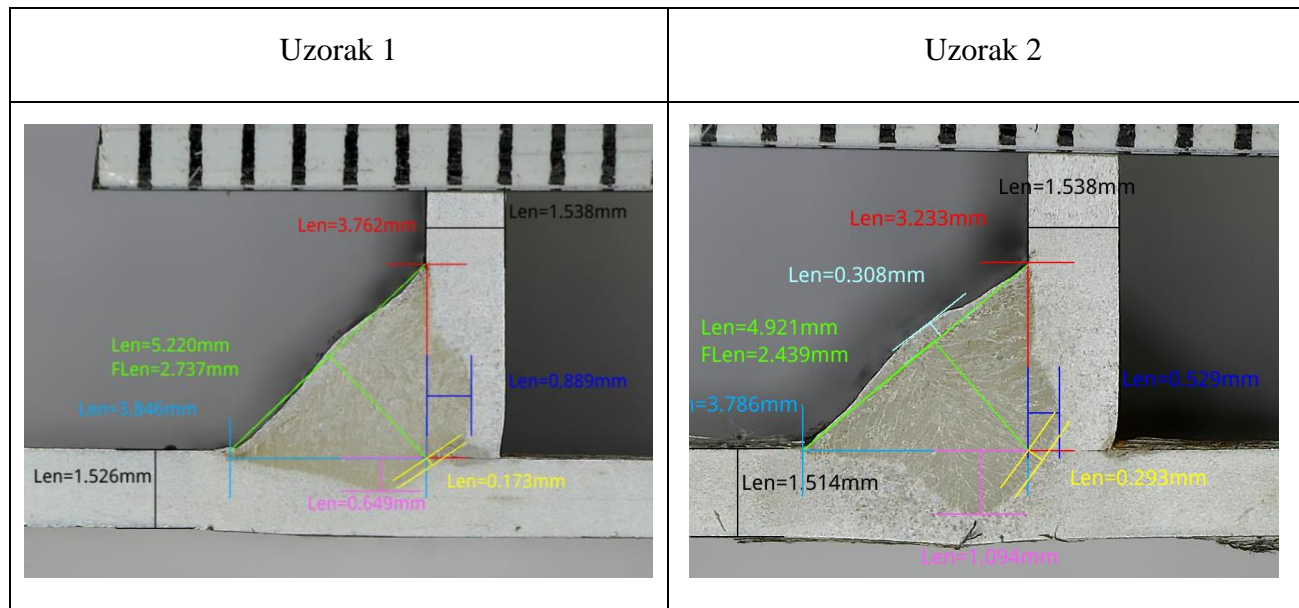 Uzorak 1
Uzorak 2
Len=3.762mm
Len=1.538mm
Len=5.220mm
FLen=2.737mm
Len=0.889mm
Len=3.846mm
Len=1.526mm
Len=0.173mm
Len=0.649mm
Len=1.538mm
Len=3.233mm
Len=0.308mm
Len=4.921mm
FLen=2.439mm
Len=0.529mm
n=3.786mm
Len=1.514mm
Len=0.293mm
Len=1.094mm